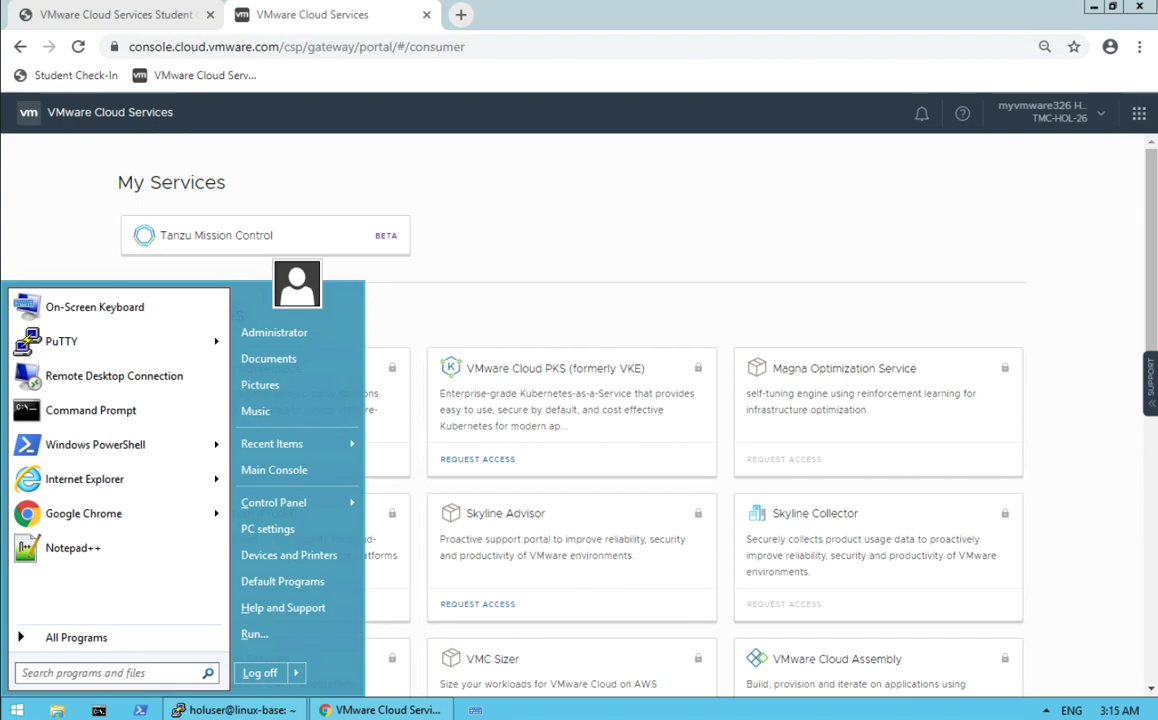 VMware Cloud Services Student
VMware Cloud Services
console.cloud.vmware.com/csp/gateway/portal/#/consumer
Student Check-In
vm
VMware Cloud Serv...
vm
VMware Cloud Services
myvmware326 H...
TMC-HOL-26
My Services
Tanzu Mission Control
BETA
On-Screen Keyboard
PuTTY
Remote Desktop Connection
Command Prompt
Windows PowerShell
Internet Explorer
Google Chrome
Notepad++
All Programs
Search programs and files
Administrator
Documents
Pictures
Music
Recent Items
Main Console
Control Panel
PC settings
Devices and Printers
Default Programs
Help and Support
Run...
Log off
VMware Cloud PKS (formerly VKE)
Enterprise-grade Kubernetes-as-a-Service that provides
easy to use, secure by default, and cost effective
Kubernetes for modern ap...
REQUEST ACCESS
Magna Optimization Service
self-tuning engine using reinforcement learning for
infrastructure optimization
REQUEST ACCESS
Skyline Advisor
Proactive support portal to improve reliability, security
and productivity of VMware environments.
REQUEST ACCESS
Skyline Collector
Securely collects product usage data to proactively
improve reliability, security and productivity of VMware
environments.
REQUEST ACCESS
VMC Sizer
Size your workloads for VMware Cloud on AWS
VMware Cloud Assembly
Build, provision and iterate on applications using
SUPPORT
holuser@linux-base: ~
VMware Cloud Servi...
ENG
3:15 AM